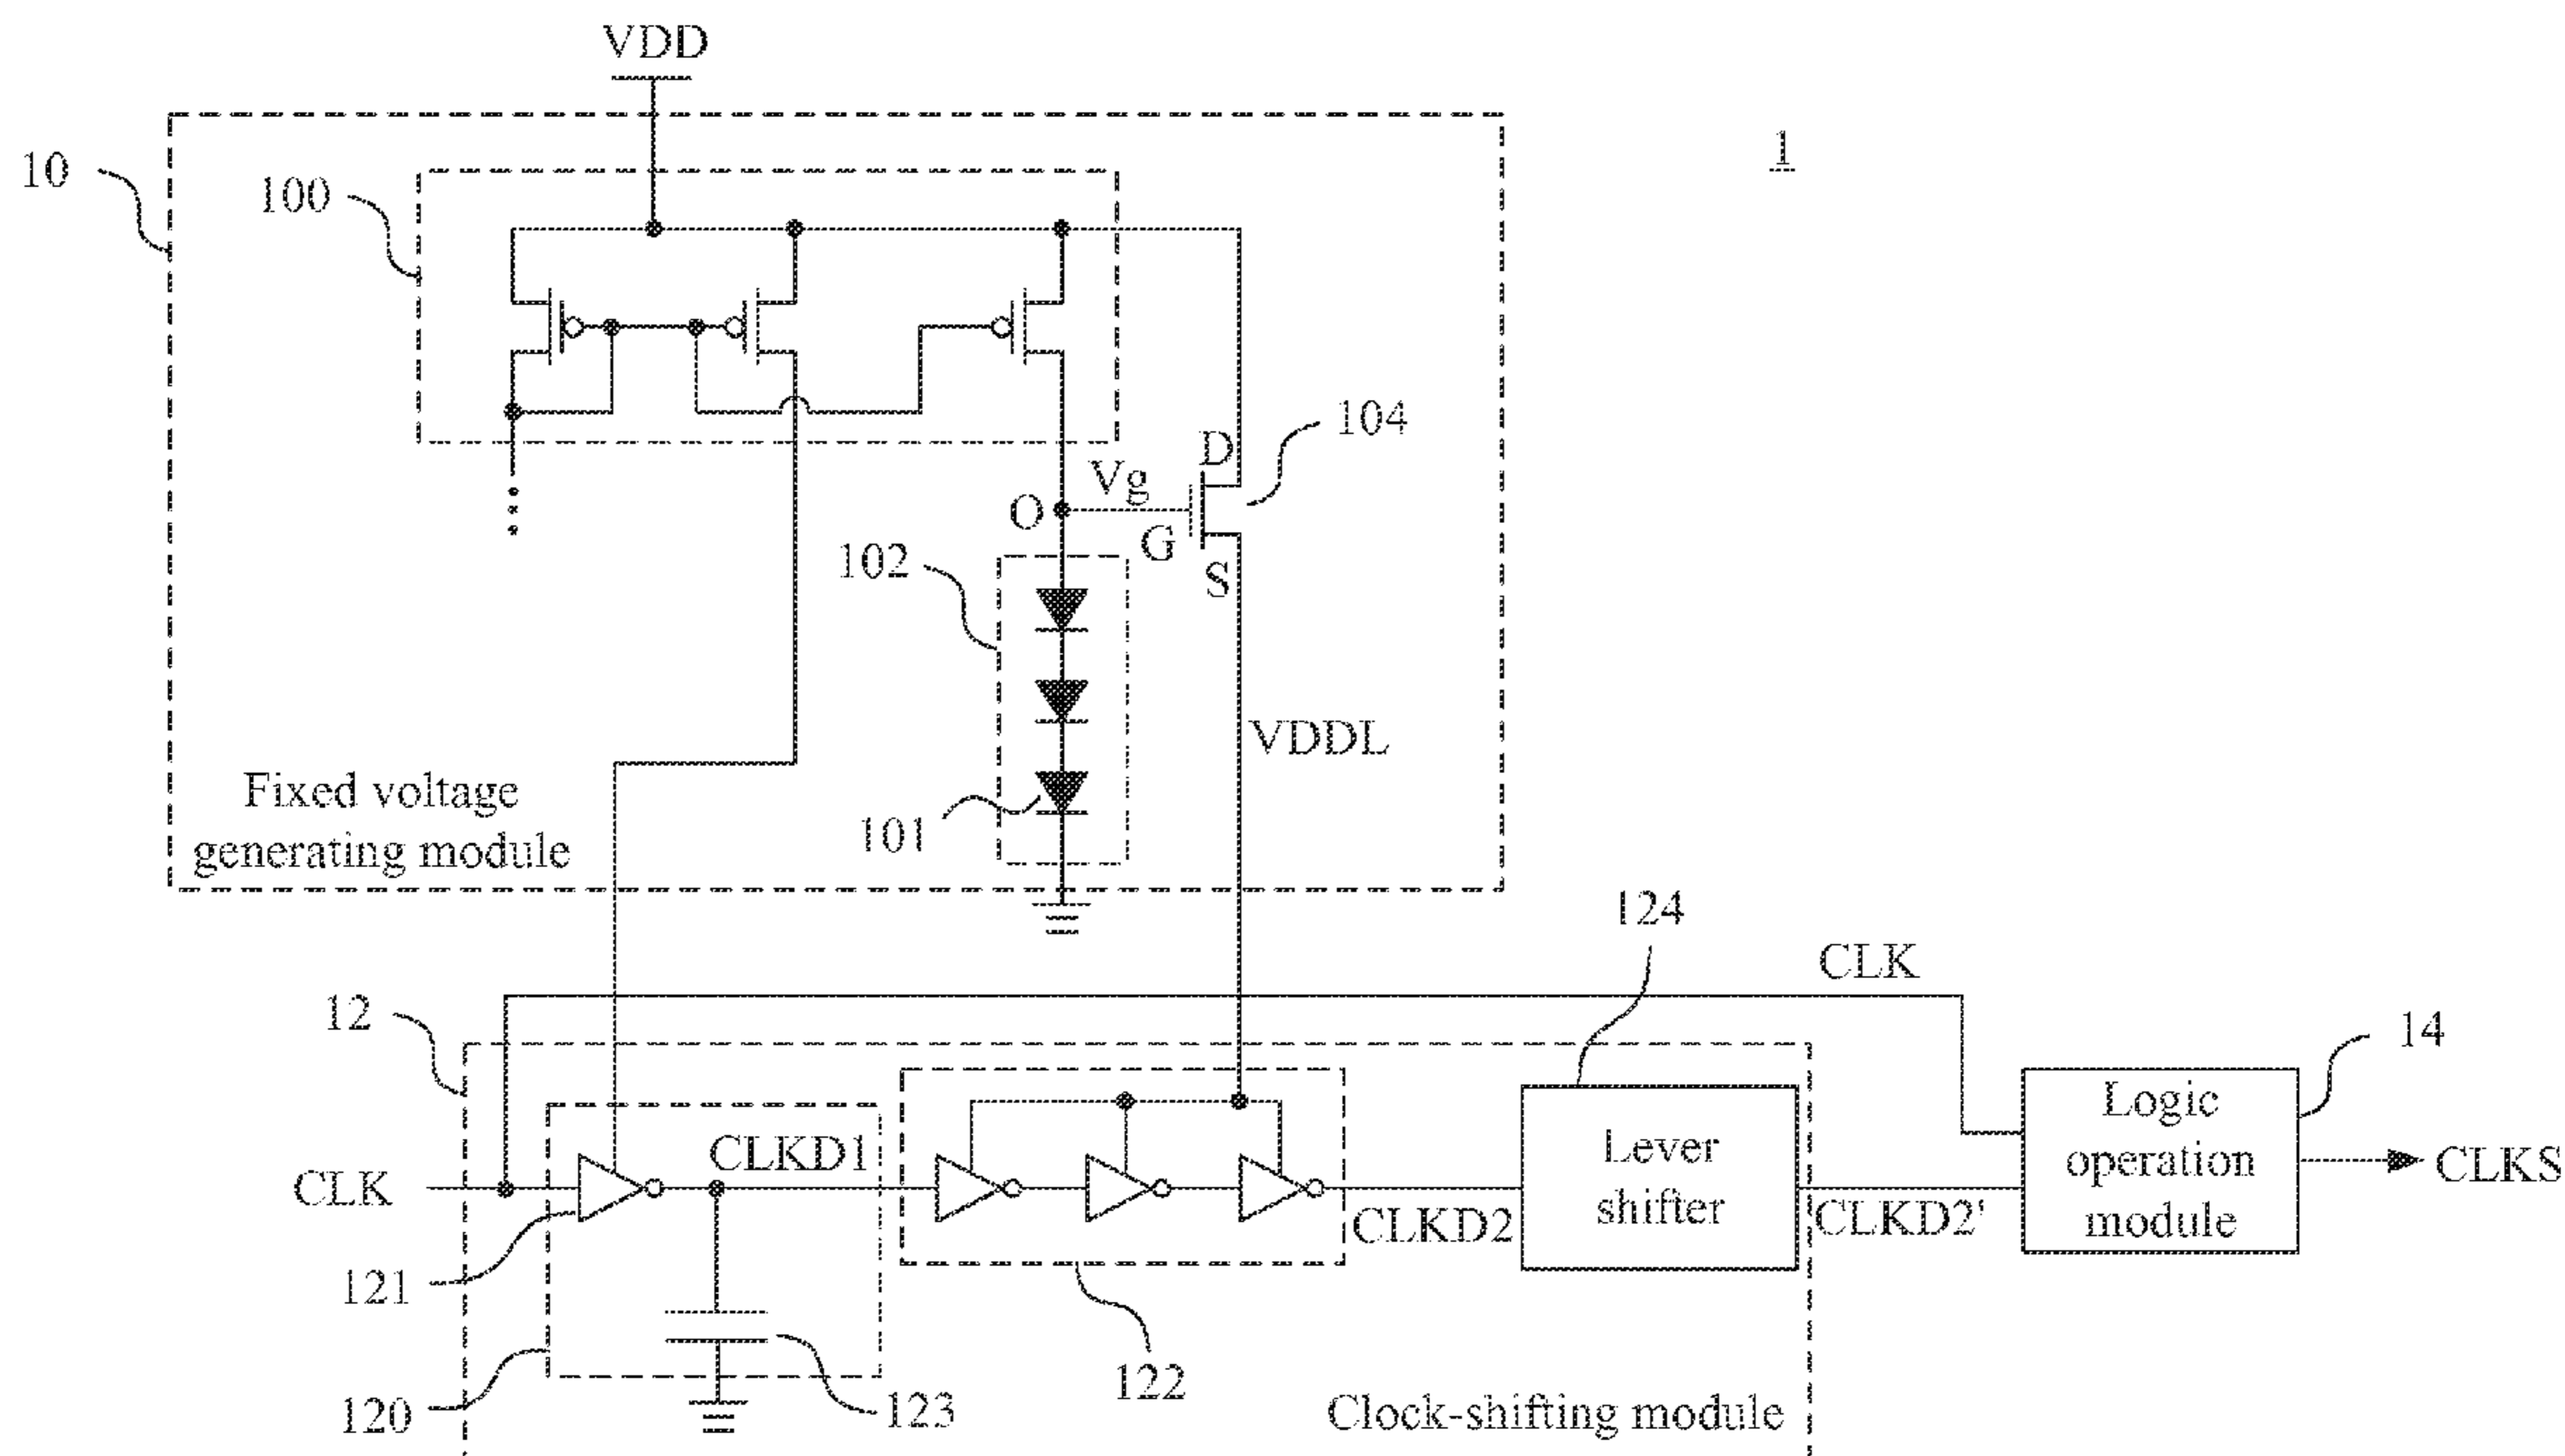 VDD
1
10
100
104
D
Vg
O
G
S
102
VDDL
101
Fixed voltage
generating module
124
CLK
12
14
CLK
CLKD1
CLKD2
Lever
shifter
CLKD2'
Logic
operation
module
CLKS
121
120
123
122
Clock-shifting module